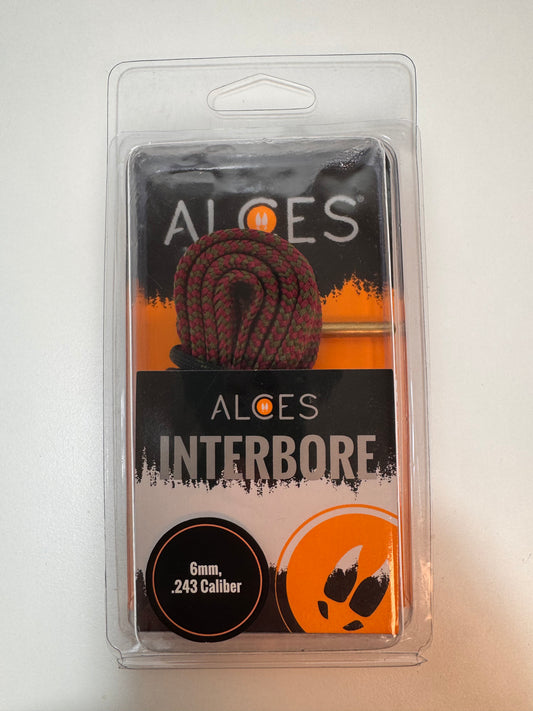 ALCES®
ALCES
INTERBORE
6mm,
.243 Caliber